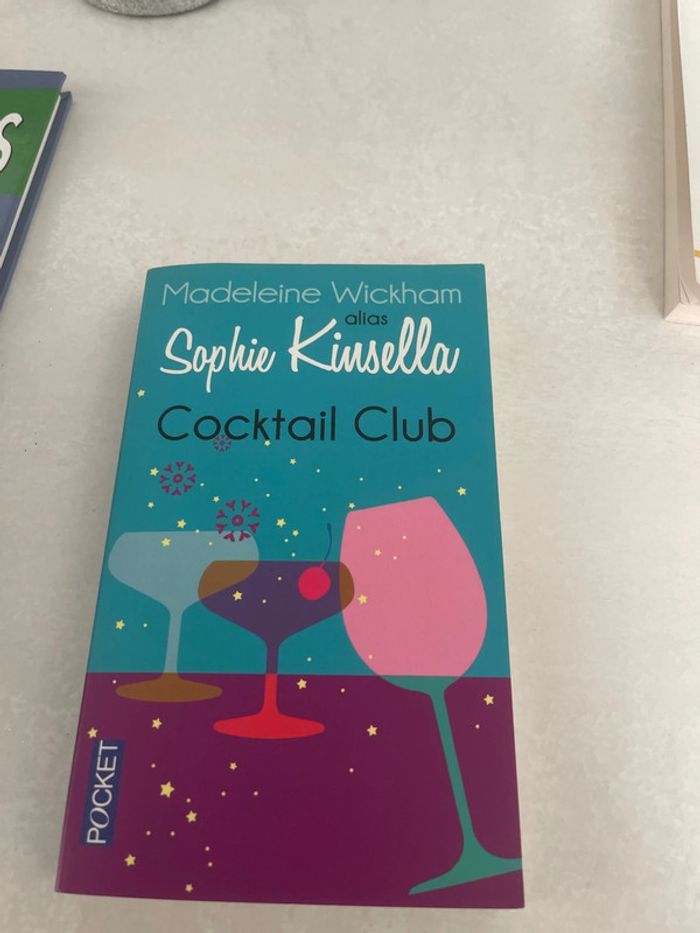 Madeleine Wickham
alias
Sophie Kinsella
Cocktail Club
POCKET
S